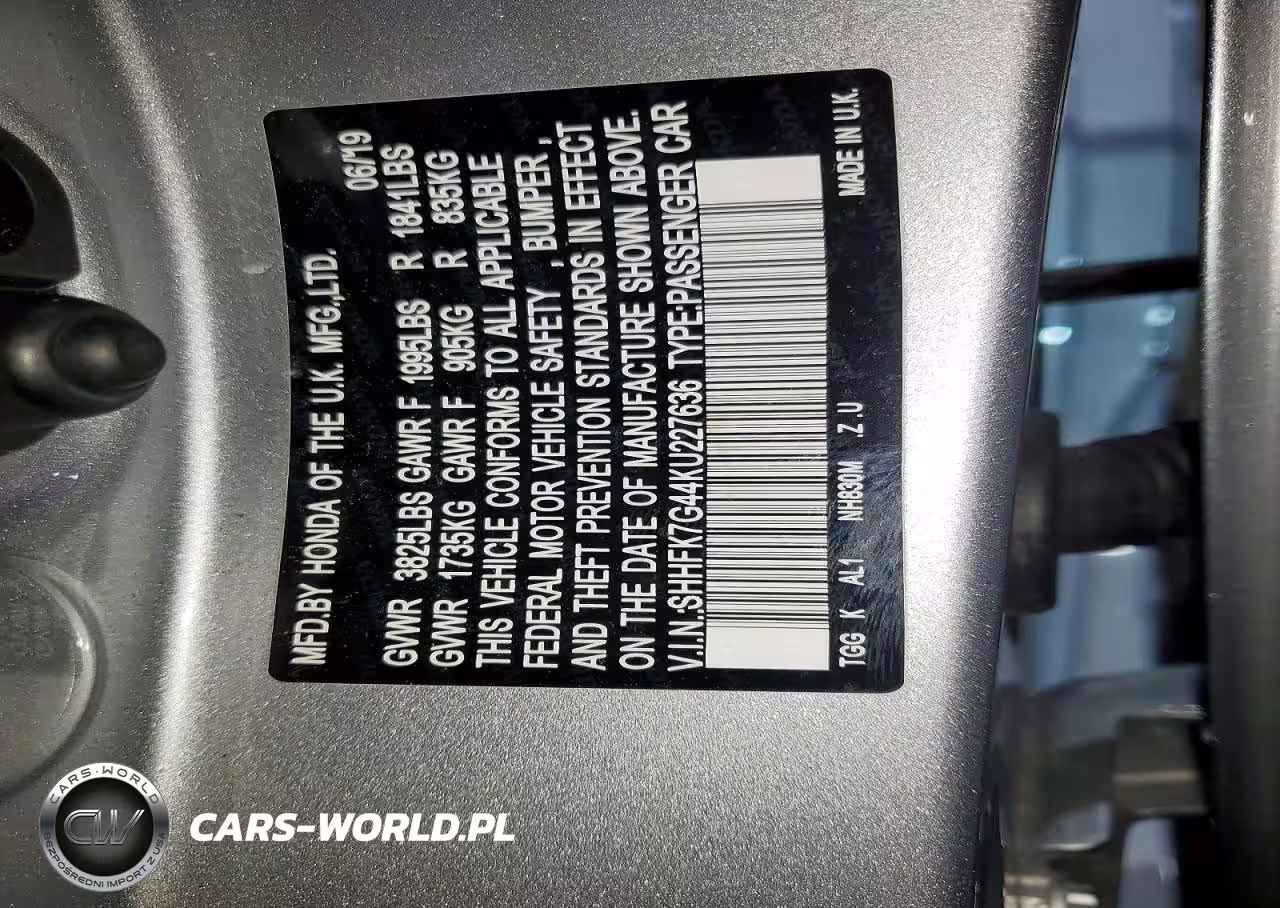 MFD.BY HONDA OF THE U.K. MFG.,LTD. 06/19
GVWR 3825LBS GAWR F 1995LBS R 1841LBS
GVWR 1735KG GAWR F 905KG R 835KG
THIS VEHICLE CONFORMS TO ALL APPLICABLE
FEDERAL MOTOR VEHICLE SAFETY , BUMPER ,
AND THEFT PREVENTION STANDARDS IN EFFECT
ON THE DATE OF MANUFACTURE SHOWN ABOVE.
V.I.N.:SHHFK7G44KU227636 TYPE:PASSENGER CAR
TGG K AL1 NH830M .Z .U MADE IN U.K.
CARS-WORLD
CW
BEZPOŚREDNI IMPORT Z USA
CARS-WORLD.PL